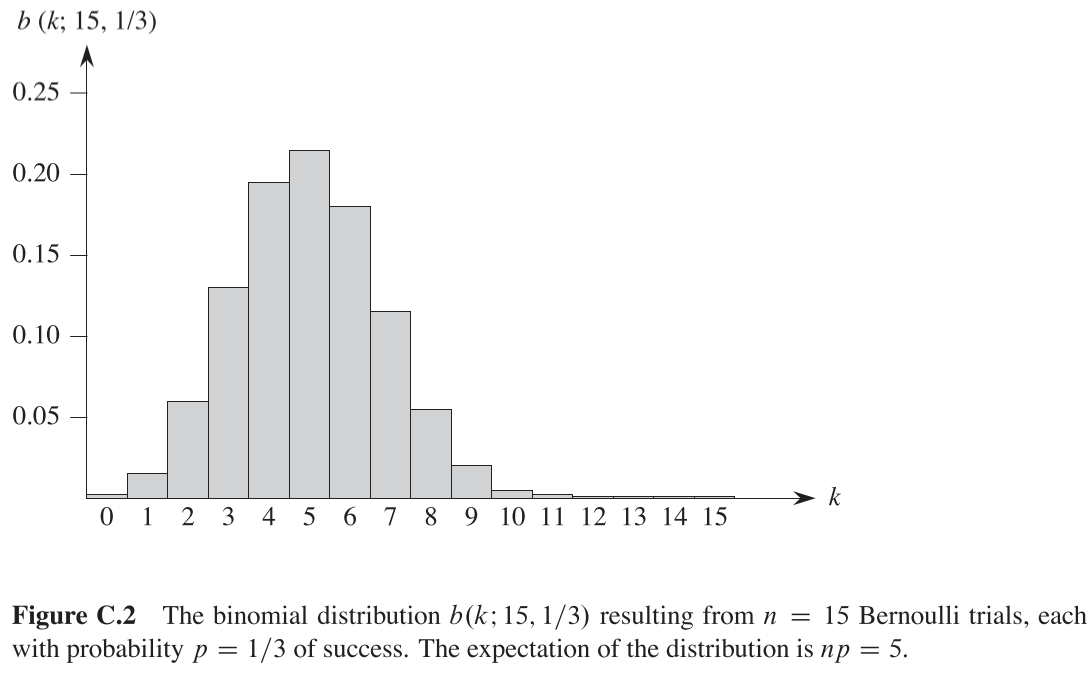 b (k; 15, 1/3)
0.25
0.20
0.15
0.10
0.05
0 1 2 3 4 5 6 7 8 9 10 11 12 13 14 15
k
Figure C.2 The binomial distribution b(k; 15, 1/3) resulting from n = 15 Bernoulli trials, each
with probability p = 1/3 of success. The expectation of the distribution is np = 5.